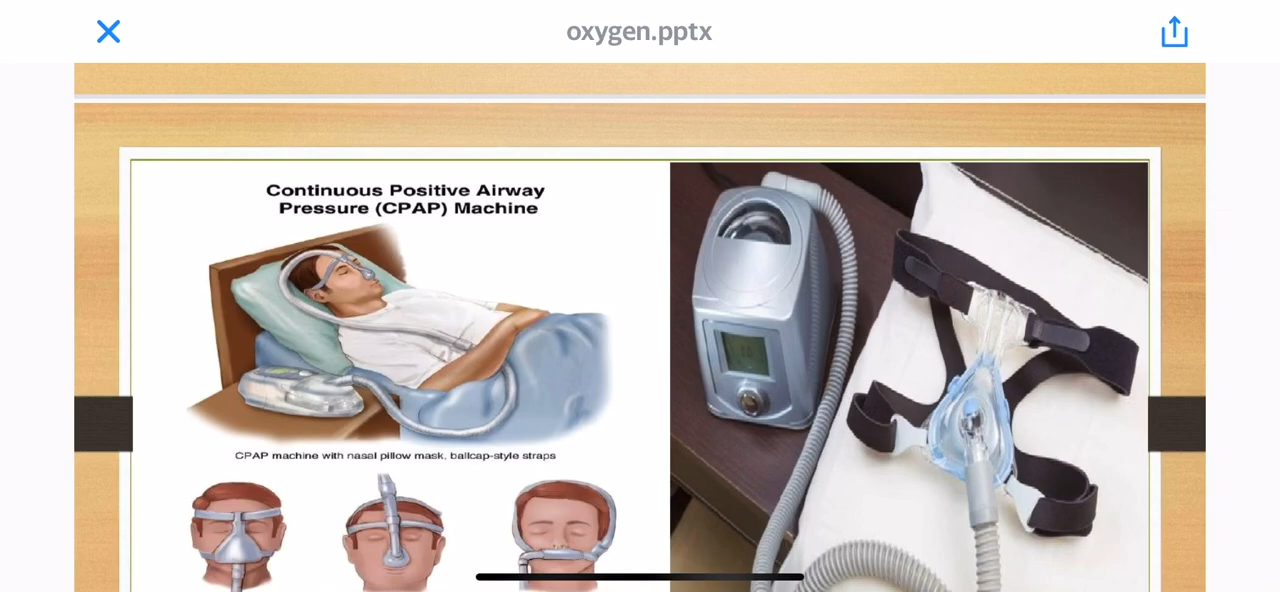 oxygen.pptx
Continuous Positive Airway
Pressure (CPAP) Machine
CPAP machine with nasal pillow mask, ballcap-style straps